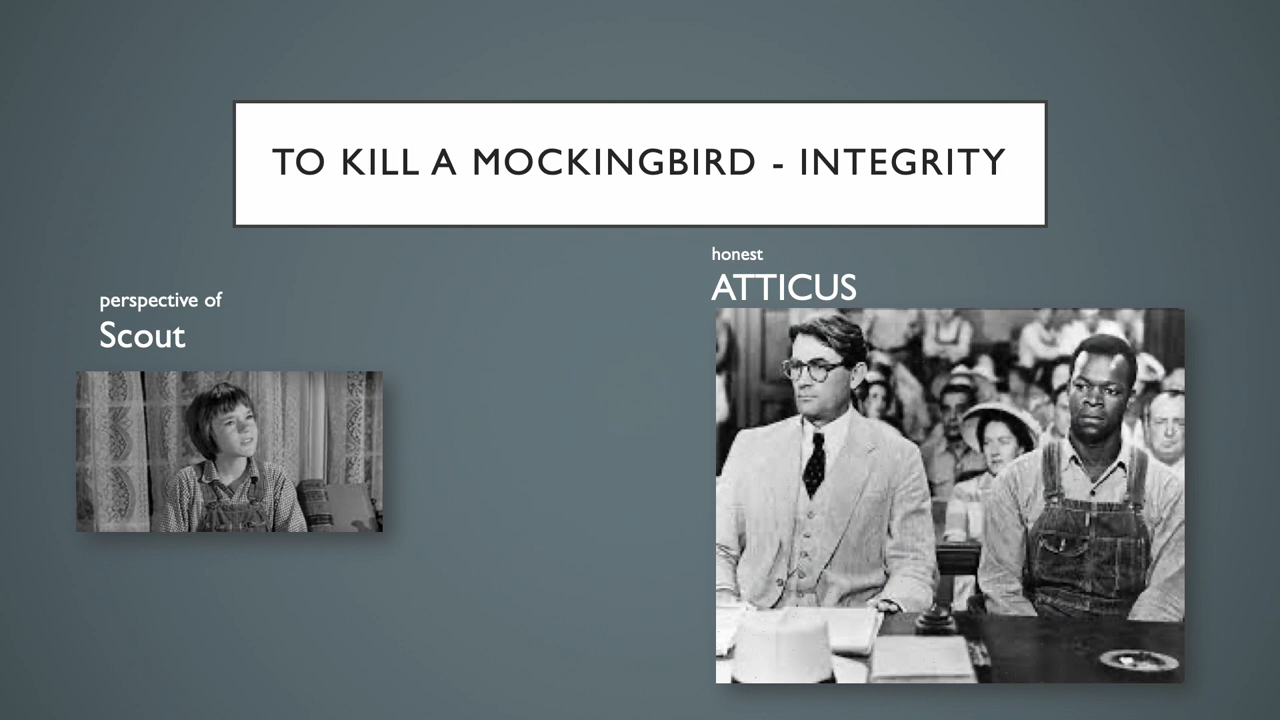 TO KILL A MOCKINGBIRD - INTEGRITY
honest
ATTICUS
perspective of
Scout